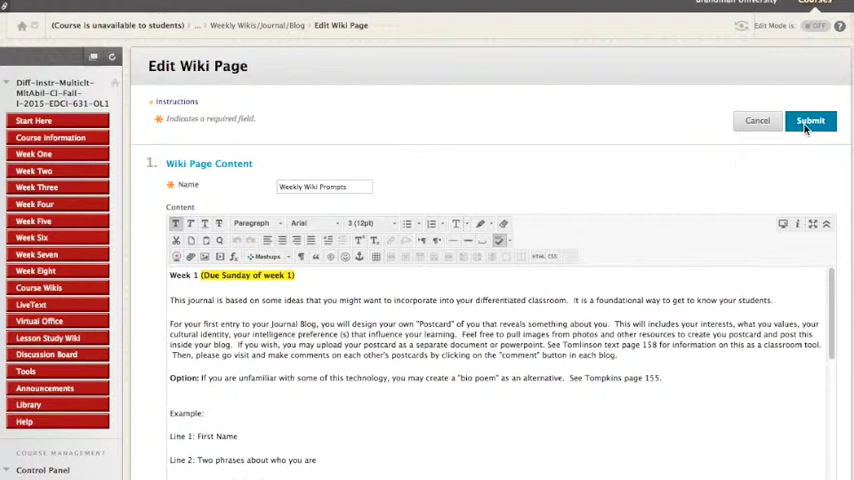 Brandman University
Courses
(Course is unavailable to students) > ... > Weekly Wikis/Journal/Blog > Edit Wiki Page
Edit Mode is: OFF ?
Diff-Instr-Multiclt-
MltAbil-CI-Fall-
I-2015-EDCI-631-OL1
Start Here
Course Information
Week One
Week Two
Week Three
Week Four
Week Five
Week Six
Week Seven
Week Eight
Course Wikis
LiveText
Virtual Office
Lesson Study Wiki
Discussion Board
Tools
Announcements
Library
Help
COURSE MANAGEMENT
Control Panel
Edit Wiki Page
Instructions
Indicates a required field.
Cancel Submit
1. Wiki Page Content
Name Weekly Wiki Prompts
Content
T T T T Paragraph Arial 3 (12pt)
Mashups ¶ HTML CSS
Week 1 (Due Sunday of week 1)
This journal is based on some ideas that you might want to incorporate into your differentiated classroom. It is a foundational way to get to know your students.
For your first entry to your Journal Blog, you will design your own "Postcard" of you that reveals something about you. This will includes your interests, what you values, your
cultural identity, your intelligence preference (s) that influence your learning. Feel free to pull images from photos and other resources to create you postcard and post this
inside your blog. If you wish, you may upload your postcard as a separate document or powerpoint. See Tomlinson text page 158 for information on this as a classroom tool.
Then, please go visit and make comments on each other's postcards by clicking on the "comment" button in each blog.
Option: If you are unfamiliar with some of this technology, you may create a "bio poem" as an alternative. See Tompkins page 155.
Example:
Line 1: First Name
Line 2: Two phrases about who you are